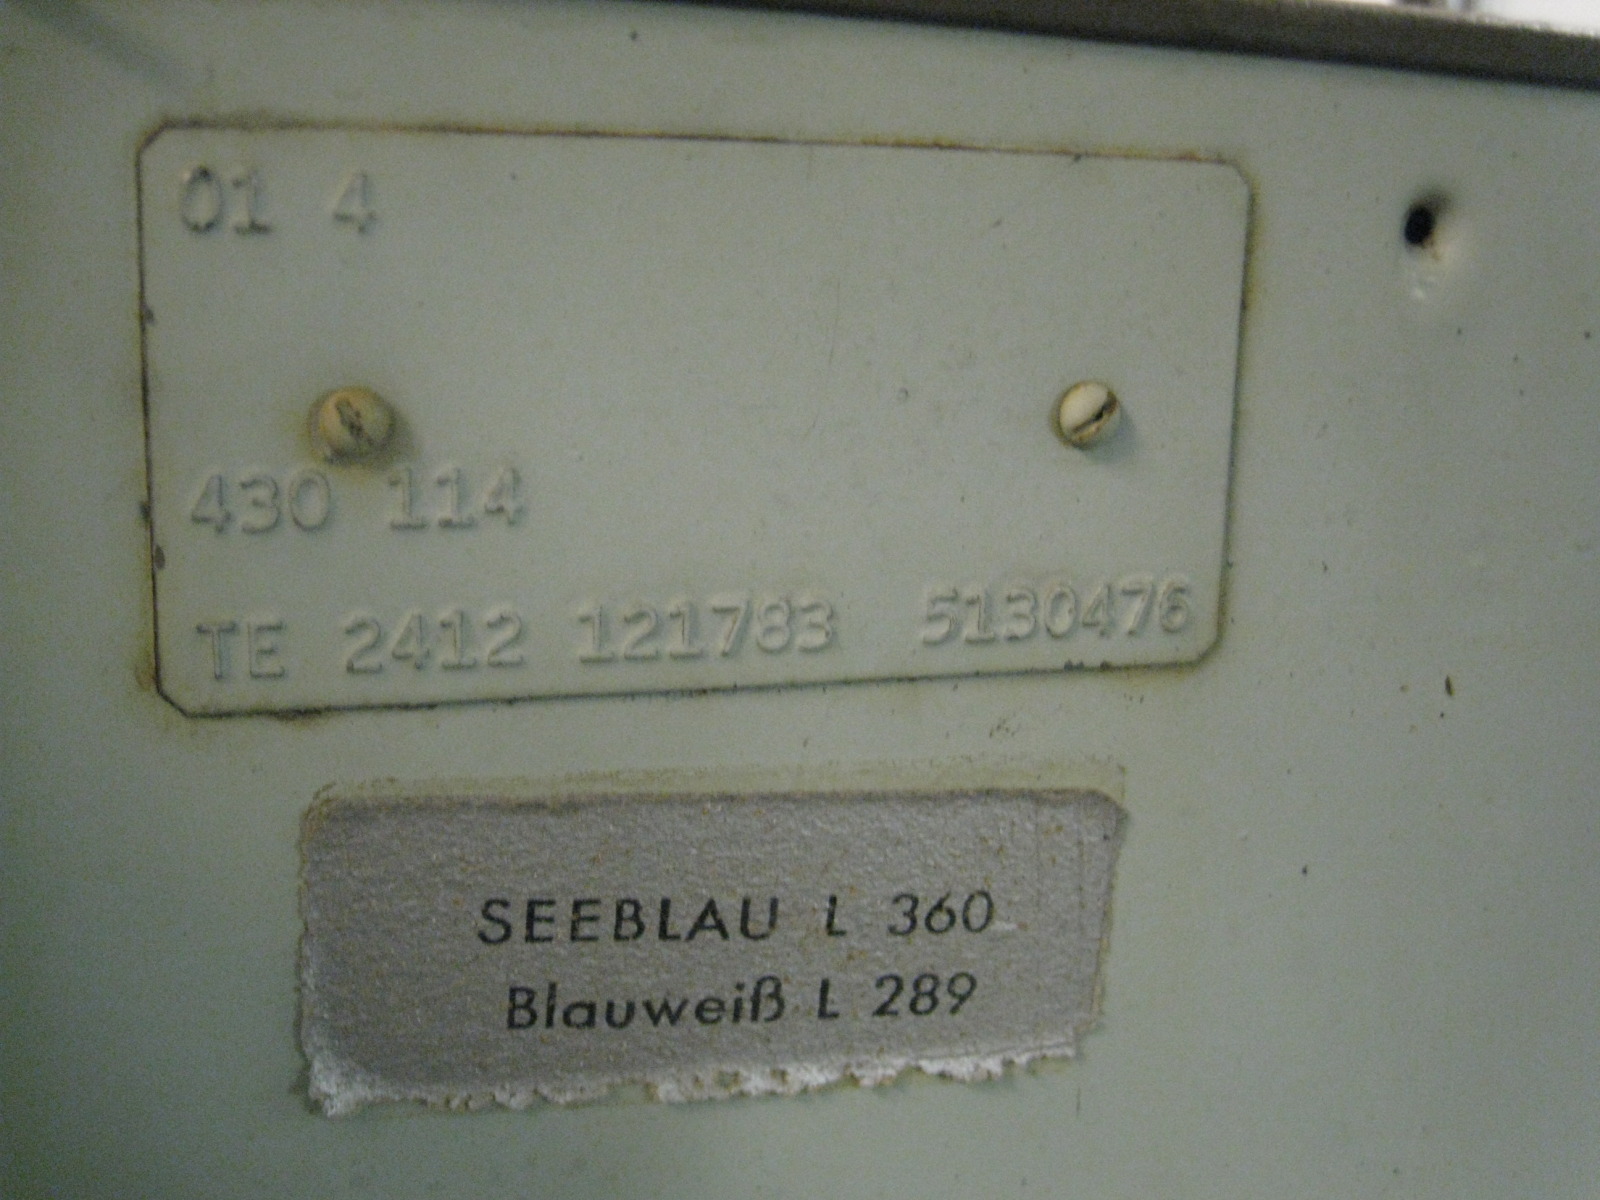 01 4
430 114
TE 2412 121783 5130476
SEEBLAU L 360
Blauweiß L 289